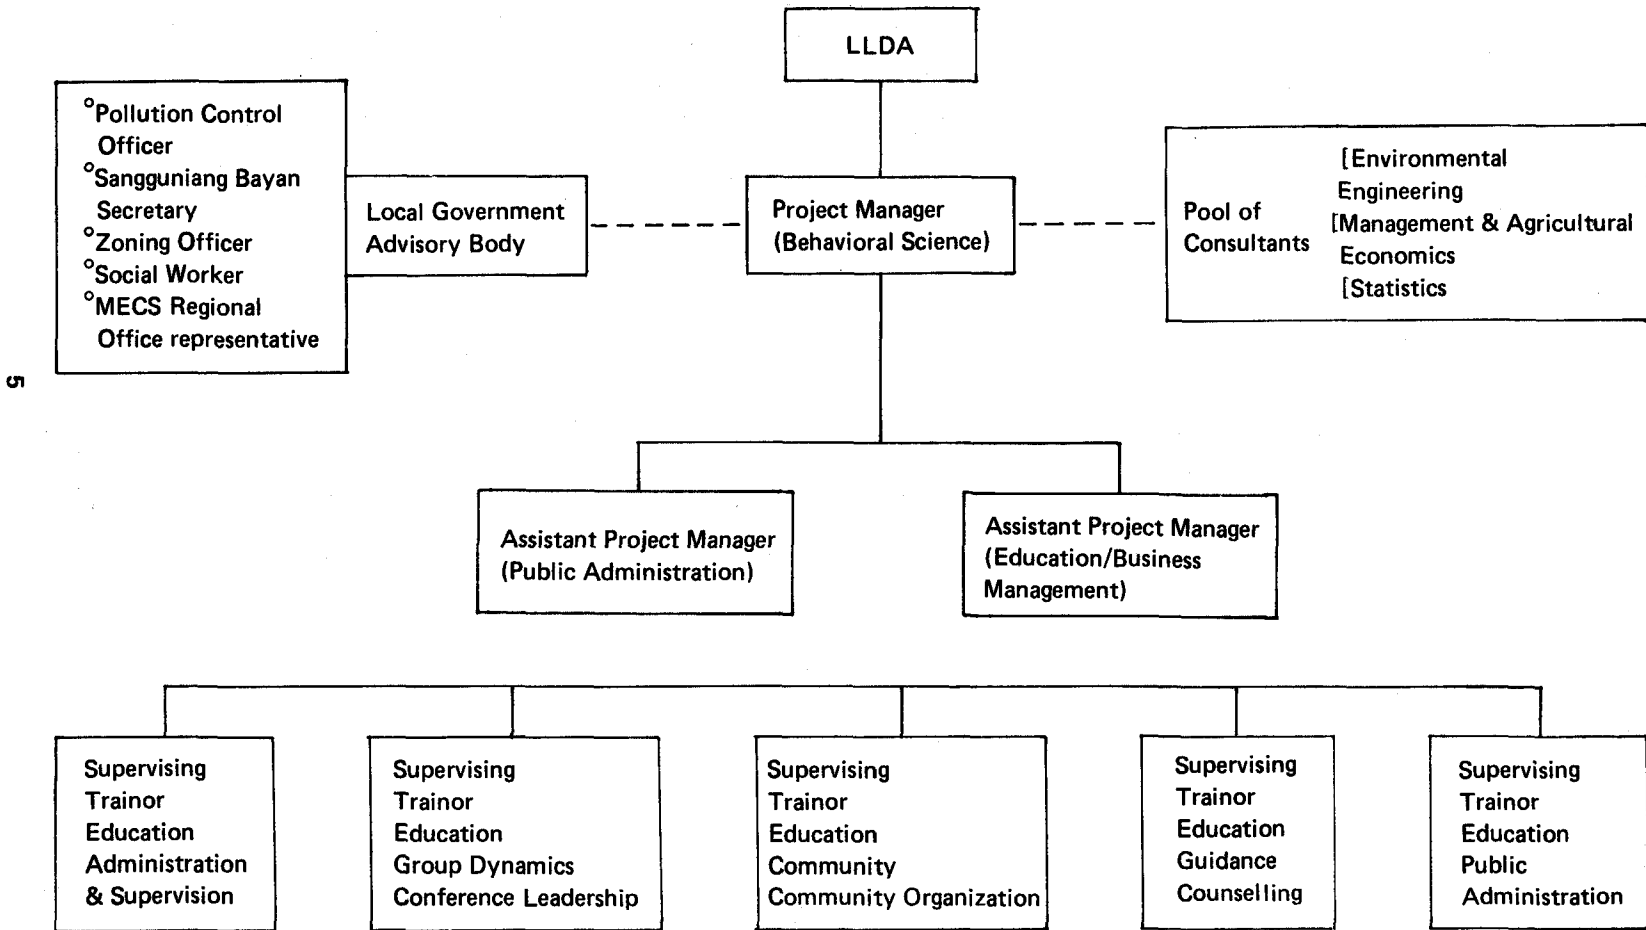 LLDA
°Pollution Control
Officer
°Sangguniang Bayan
Secretary
°Zoning Officer
°Social Worker
°MECS Regional
Office representative
Local Government
Advisory Body
Project Manager
(Behavioral Science)
Pool of
Consultants
[Environmental
Engineering
[Management & Agricultural
Economics
[Statistics
5
Assistant Project Manager
(Public Administration)
Assistant Project Manager
(Education/Business
Management)
Supervising
Trainor
Education
Administration
& Supervision
Supervising
Trainor
Education
Group Dynamics
Conference Leadership
Supervising
Trainor
Education
Community
Community Organization
Supervising
Trainor
Education
Guidance
Counselling
Supervising
Trainor
Education
Public
Administration